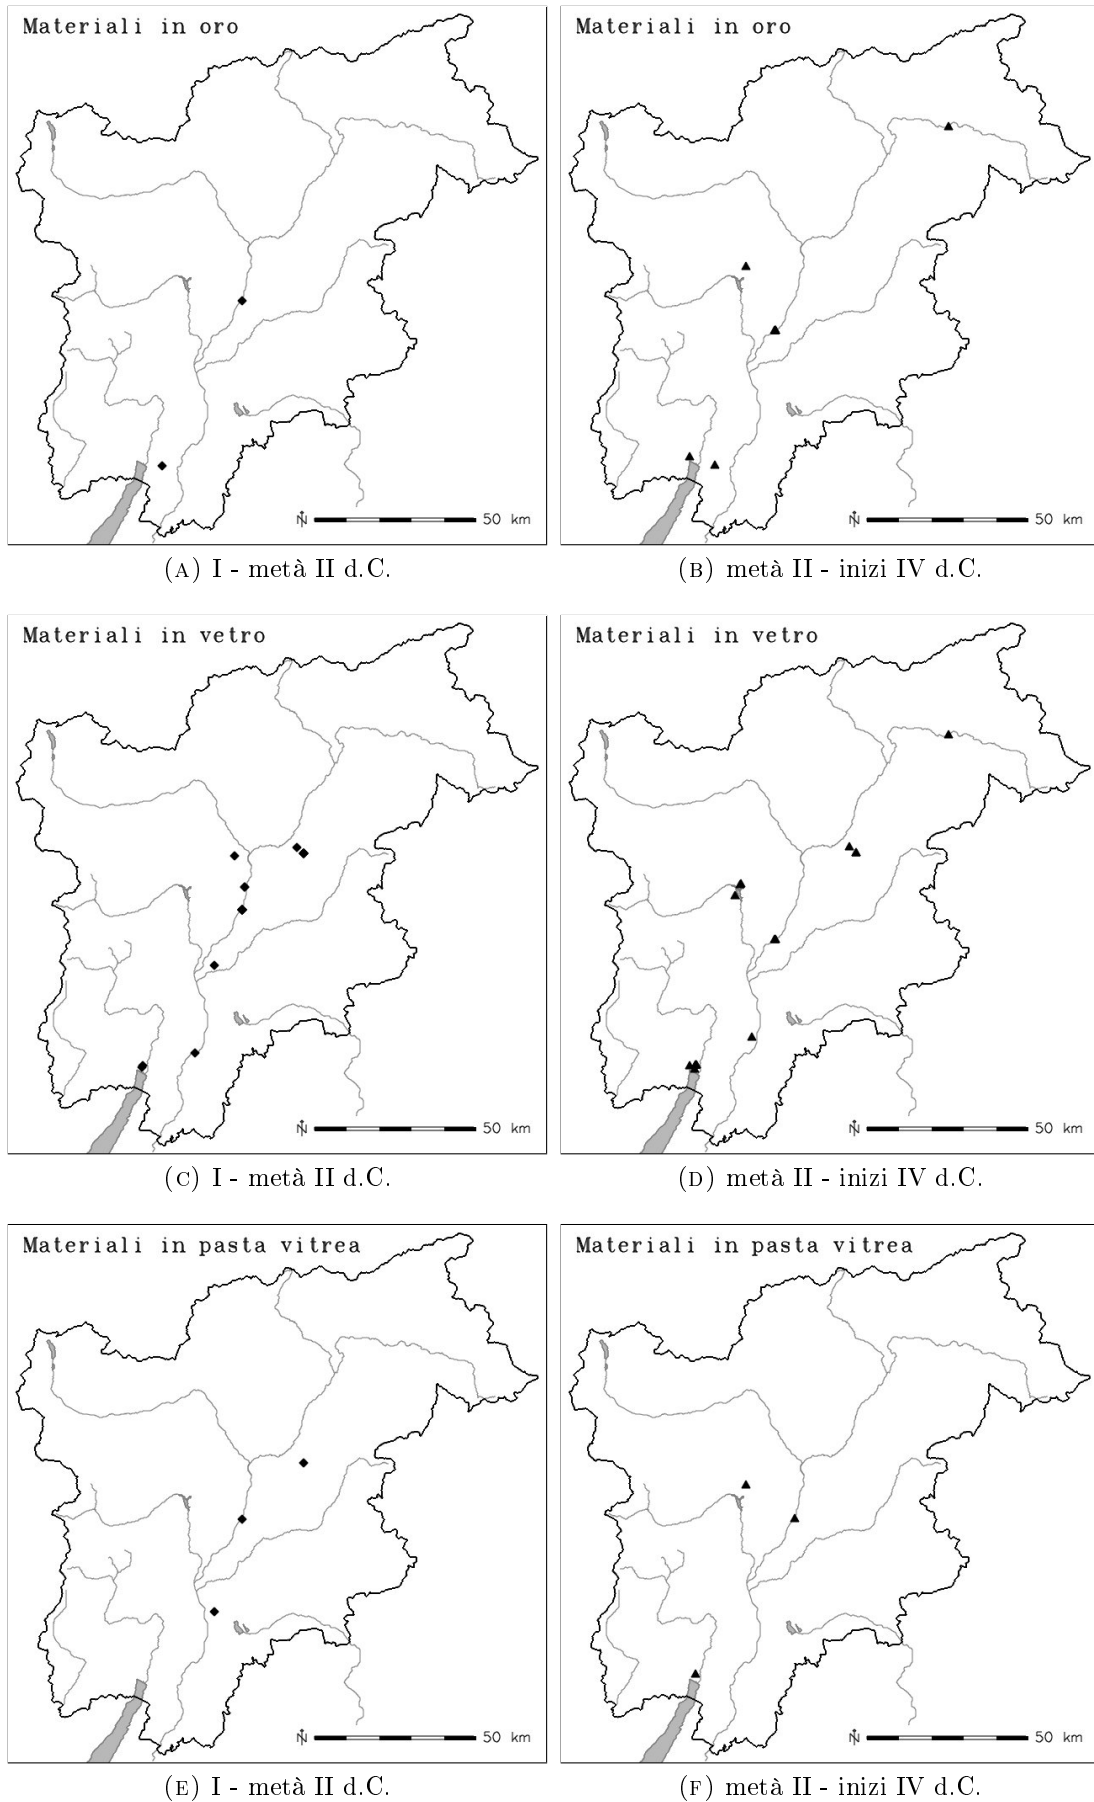 Materiali in oro
N 50 km
(A) I - metà II d.C.
Materiali in oro
N 50 km
(B) metà II - inizi IV d.C.
Materiali in vetro
N 50 km
(C) I - metà II d.C.
Materiali in vetro
N 50 km
(D) metà II - inizi IV d.C.
Materiali in pasta vitrea
N 50 km
(E) I - metà II d.C.
Materiali in pasta vitrea
N 50 km
(F) metà II - inizi IV d.C.